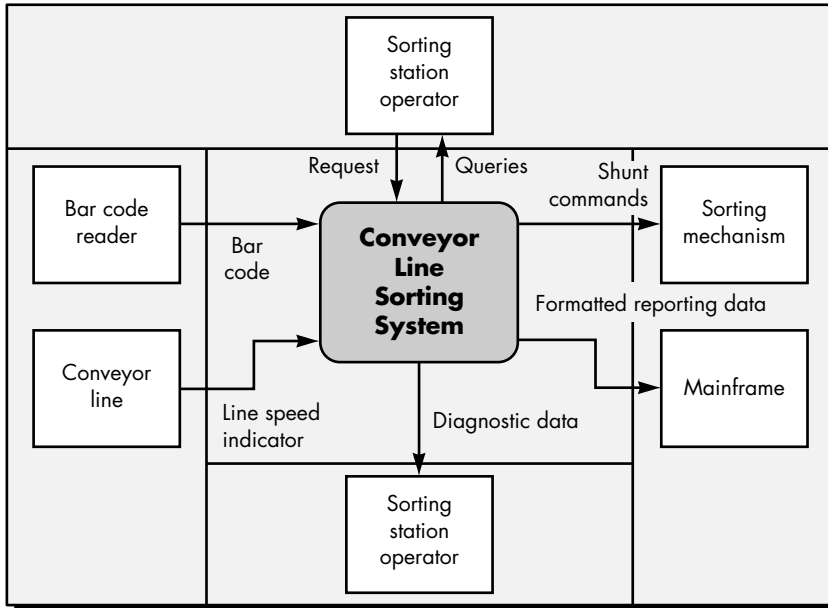 Sorting
station
operator
Request
Queries
Shunt
commands
Bar code
reader
Bar
code
Conveyor
Line
Sorting
System
Sorting
mechanism
Formatted reporting data
Conveyor
line
Line speed
indicator
Diagnostic data
Mainframe
Sorting
station
operator